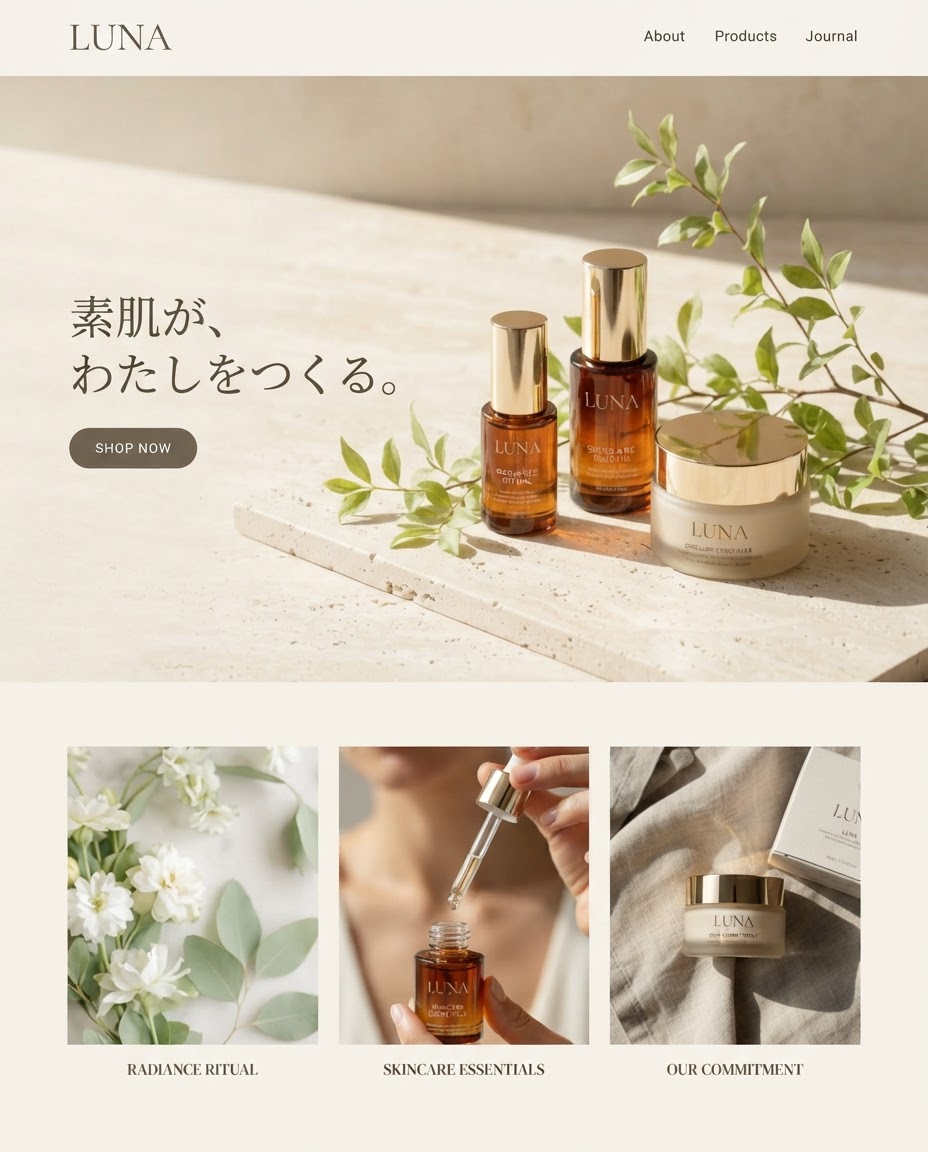 LUNA
About Products Journal
素肌が、
わたしをつくる。
SHOP NOW
LUNA
LUNA
LUNA
LUNA
LUNA
RADIANCE RITUAL
SKINCARE ESSENTIALS
OUR COMMITMENT